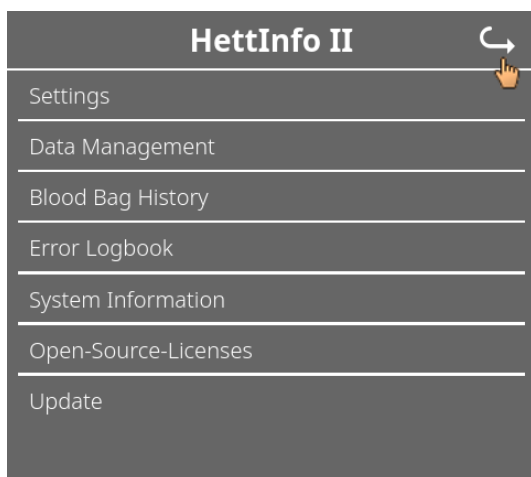 HettInfo II
Settings
Data Management
Blood Bag History
Error Logbook
System Information
Open-Source-Licenses
Update